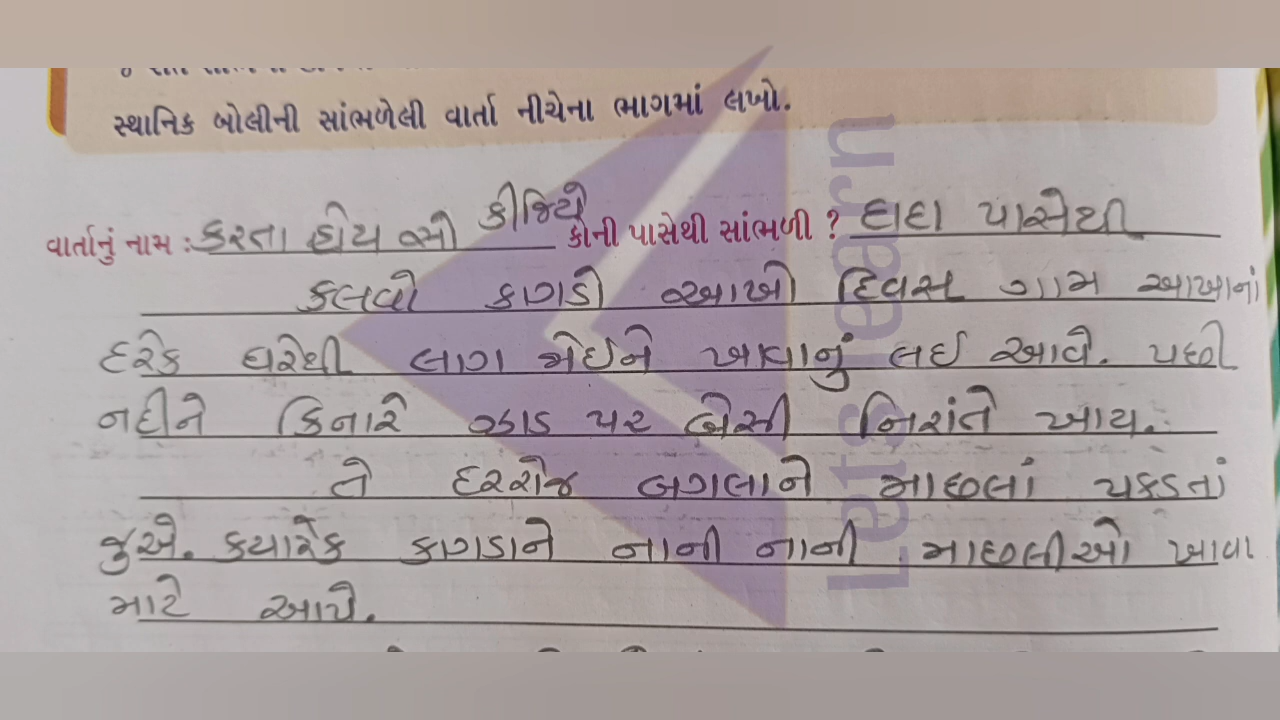 સ્થાનિક બોલીની સાંભળેલી વાર્તા નીચેના ભાગમાં લખો.
વાર્તાનું નામ : કરતા હોય સો કીજિયે કોની પાસેથી સાંભળી ? દાદા પાસેથી
કલવો કાગડો આખો દિવસ ગામ આખાનાં
દરેક ઘરેથી લાગ જોઈને ખાવાનું લઈ આવે. પછી
નદીને કિનારે ઝાડ પર બેસી નિરાંતે ખાય.
તે દરરોજ બગલાને માછલાં પકડતાં
જુએ. ક્યારેક કાગડાને નાની નાની માછલીઓ ખાવા
માટે આપે.